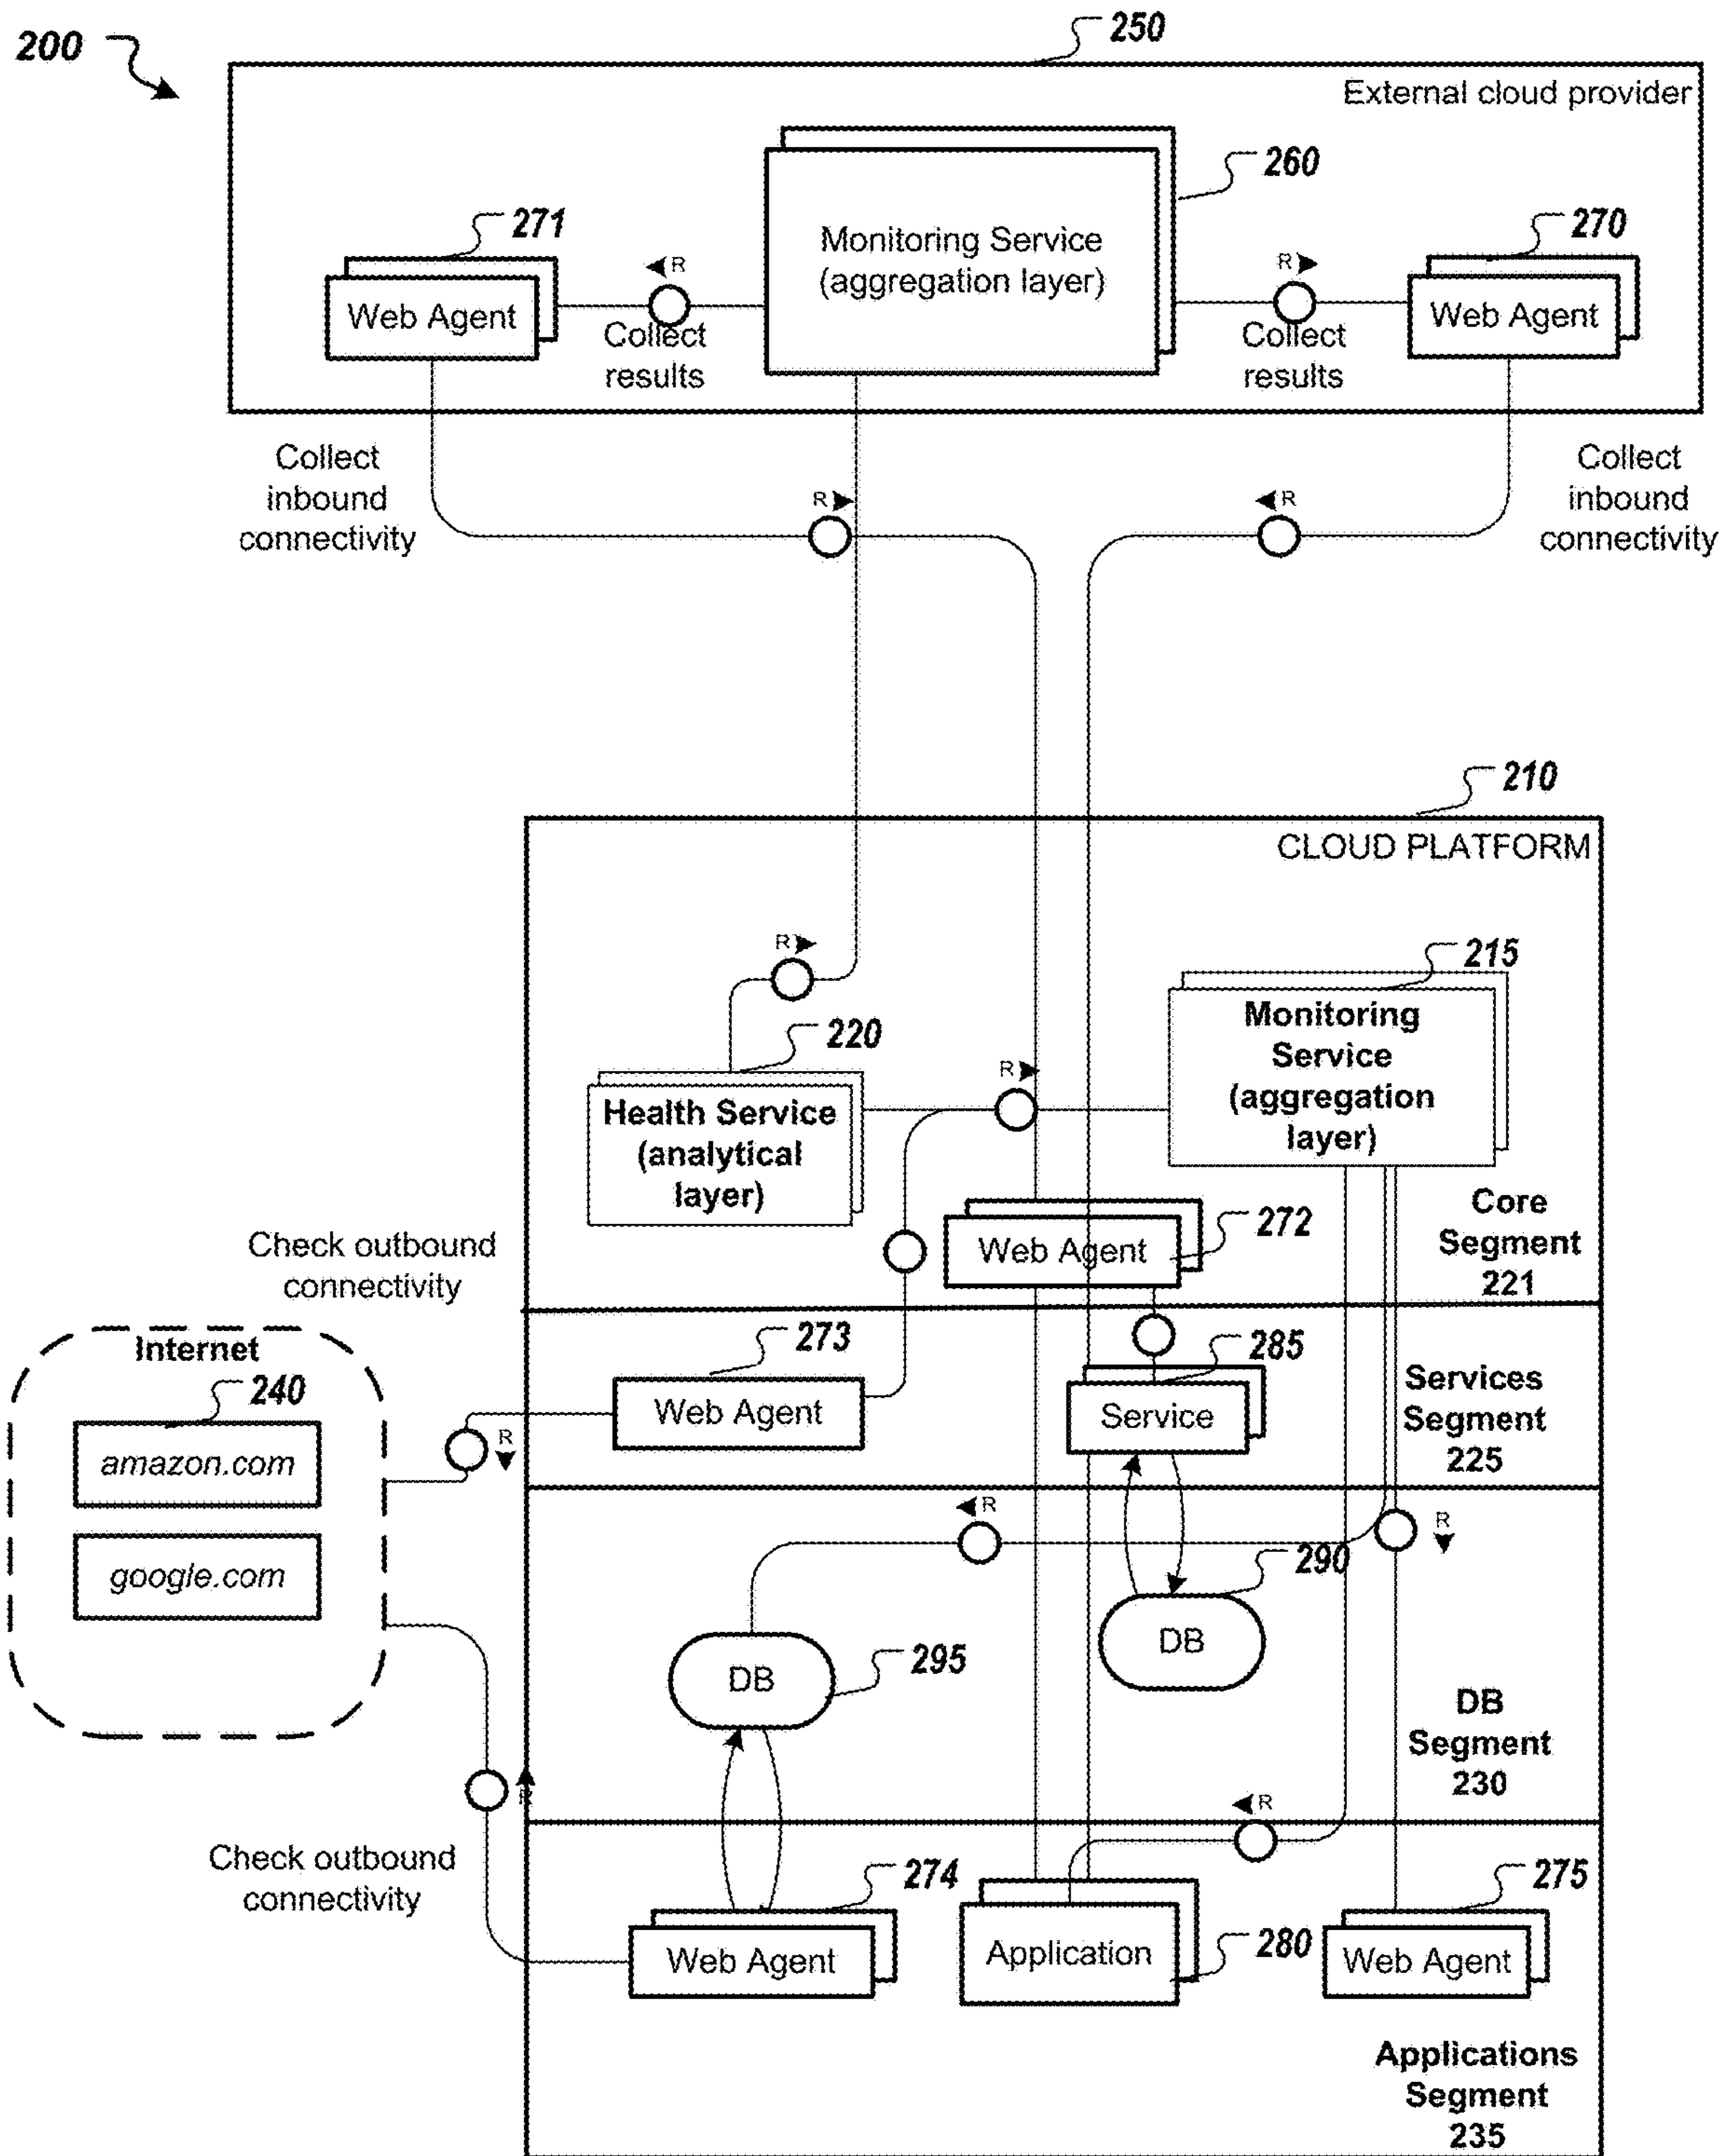 200
250
External cloud provider
260
Monitoring Service
(aggregation layer)
271
Web Agent
R
Collect
results
R
Collect
results
270
Web Agent
Collect
inbound
connectivity
R
R
Collect
inbound
connectivity
210
CLOUD PLATFORM
R
215
Monitoring
Service
(aggregation
layer)
220
Health Service
(analytical
layer)
R
Core
Segment
221
272
Web Agent
Check outbound
connectivity
Internet
240
amazon.com
google.com
273
Web Agent
R
285
Service
Services
Segment
225
R
R
290
DB
295
DB
DB
Segment
230
R
R
Check outbound
connectivity
274
Web Agent
Application
280
275
Web Agent
Applications
Segment
235